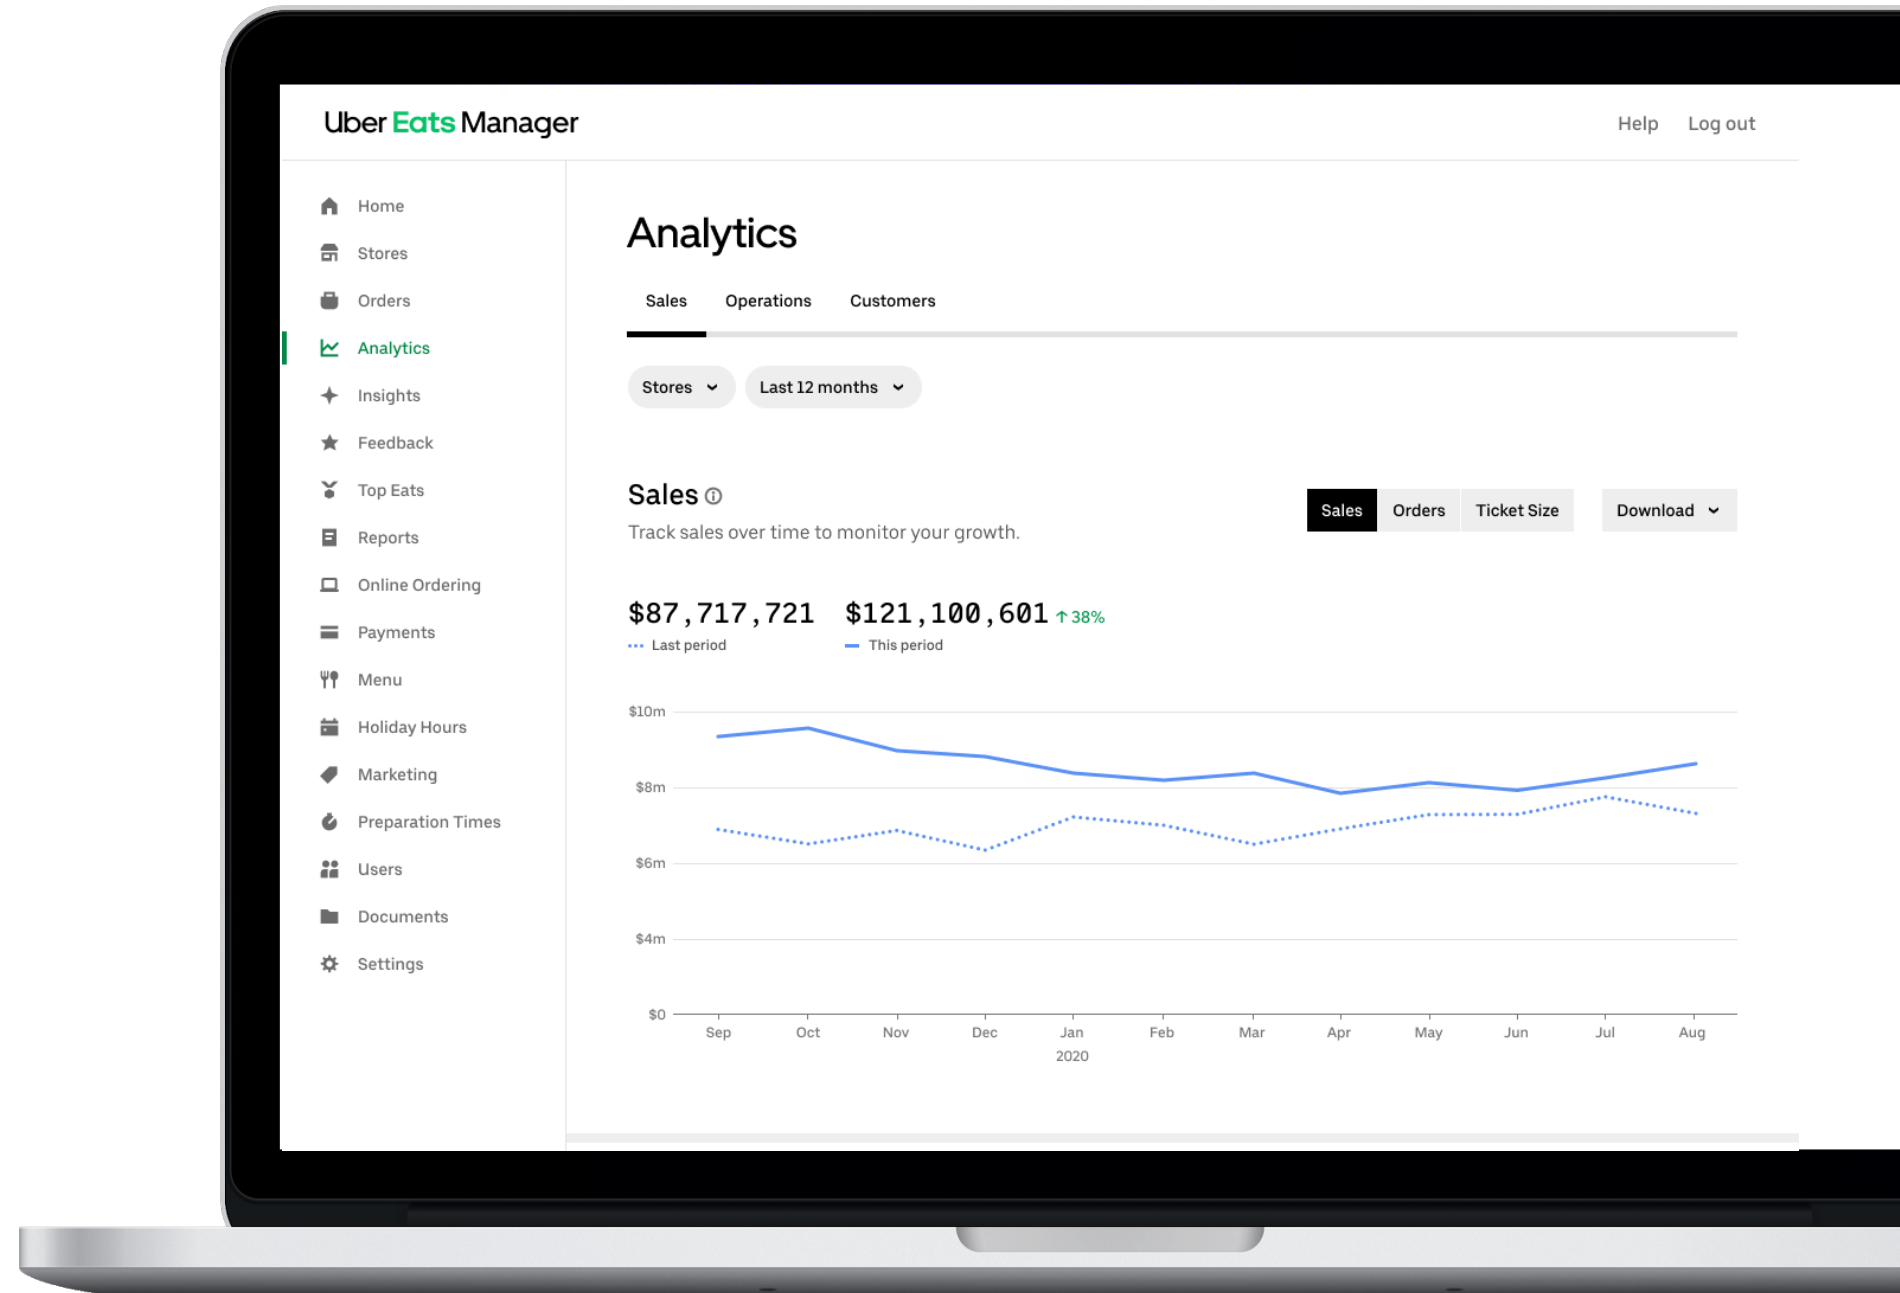 Uber Eats Manager
Help Log out
Home
Stores
Orders
Analytics
Insights
Feedback
Top Eats
Reports
Online Ordering
Payments
Menu
Holiday Hours
Marketing
Preparation Times
Users
Documents
Settings
Analytics
Sales Operations Customers
Stores Last 12 months
Sales
Track sales over time to monitor your growth.
Sales Orders Ticket Size Download
$87,717,721 $121,100,601 ↑ 38%
Last period This period
$10m
$8m
$6m
$4m
$0
Sep Oct Nov Dec Jan Feb Mar Apr May Jun Jul Aug
2020